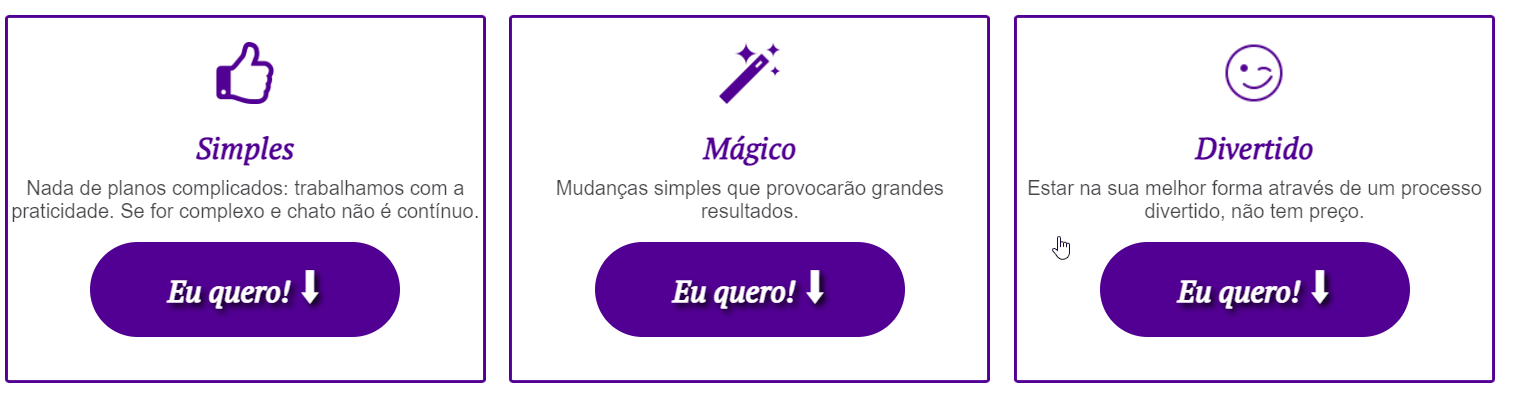 Simples
Nada de planos complicados: trabalhamos com a
praticidade. Se for complexo e chato não é contínuo.
Eu quero! ⬇
Mágico
Mudanças simples que provocarão grandes
resultados.
Eu quero! ⬇
Divertido
Estar na sua melhor forma através de um processo
divertido, não tem preço.
Eu quero! ⬇